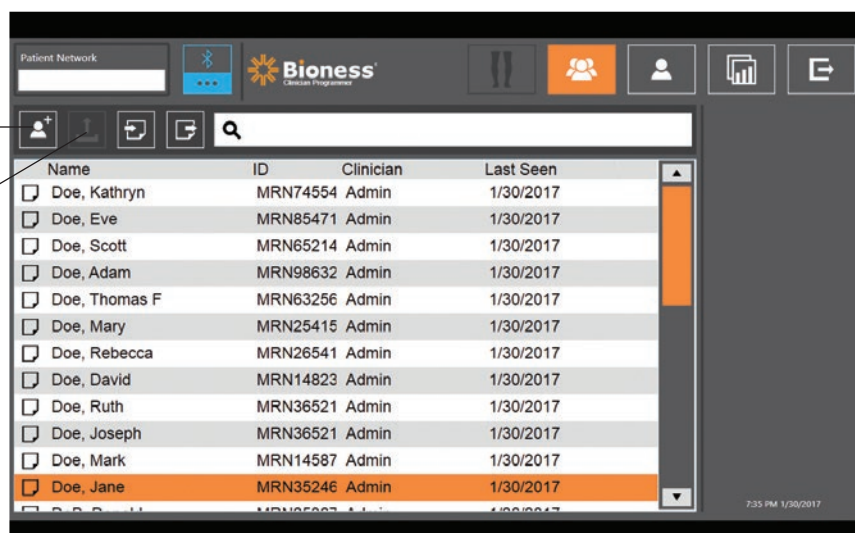 Patient Network
Bioness
Clinician Programmer
Name ID Clinician Last Seen
Doe, Kathryn MRN74554 Admin 1/30/2017
Doe, Eve MRN85471 Admin 1/30/2017
Doe, Scott MRN65214 Admin 1/30/2017
Doe, Adam MRN98632 Admin 1/30/2017
Doe, Thomas F MRN63256 Admin 1/30/2017
Doe, Mary MRN25415 Admin 1/30/2017
Doe, Rebecca MRN26541 Admin 1/30/2017
Doe, David MRN14823 Admin 1/30/2017
Doe, Ruth MRN36521 Admin 1/30/2017
Doe, Joseph MRN36521 Admin 1/30/2017
Doe, Mark MRN14587 Admin 1/30/2017
Doe, Jane MRN35246 Admin 1/30/2017
7:35 PM 1/30/2017